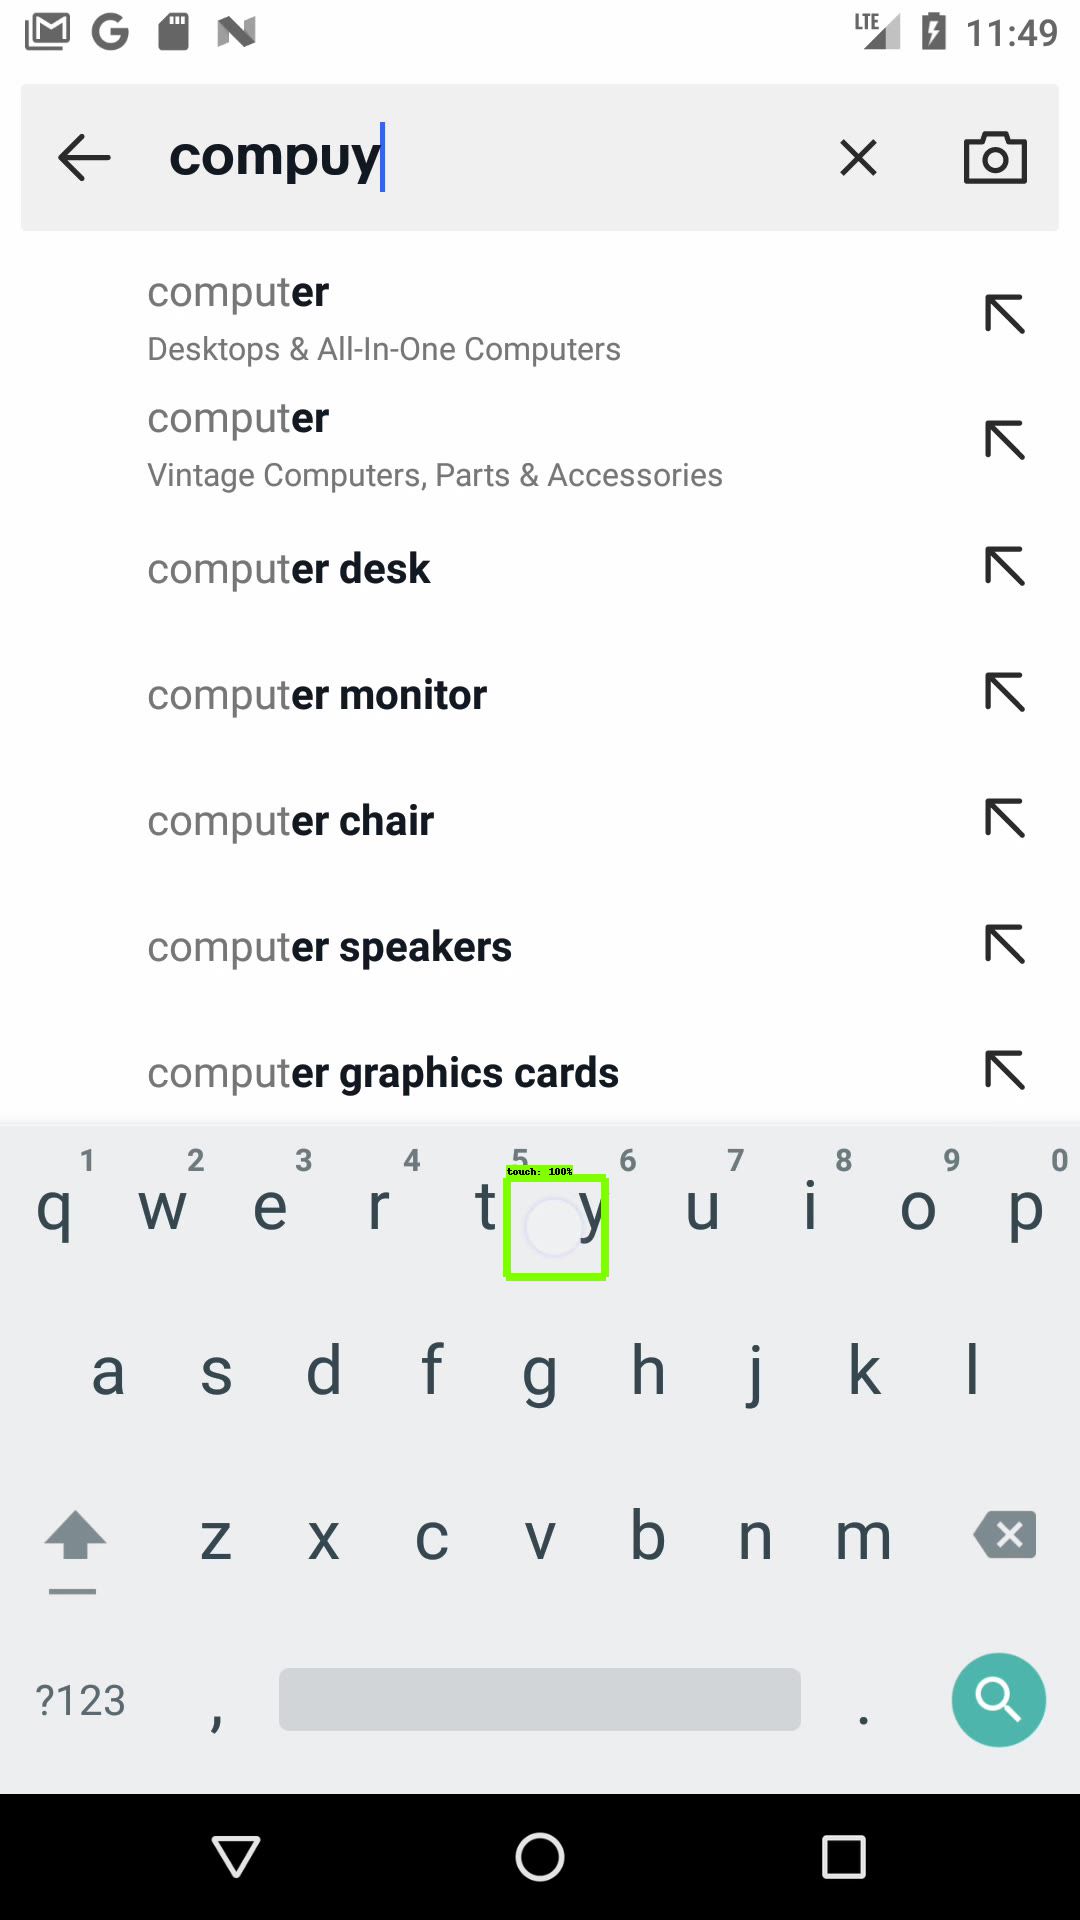 LTE 11:49
compuy
computer
Desktops & All-In-One Computers
computer
Vintage Computers, Parts & Accessories
computer desk
computer monitor
computer chair
computer speakers
computer graphics cards
1 2 3 4 5 6 7 8 9 0
touch: 100%
q w e r t y u i o p
a s d f g h j k l
z x c v b n m
?123 , .